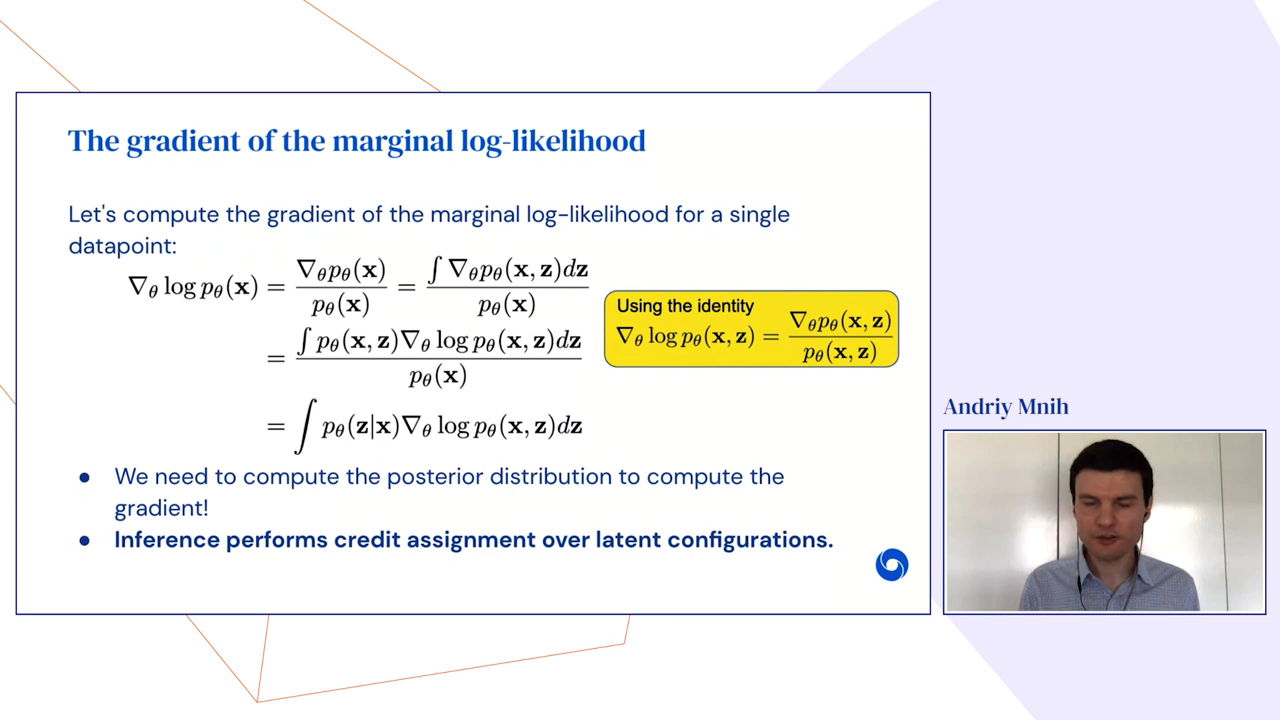 The gradient of the marginal log-likelihood
Let's compute the gradient of the marginal log-likelihood for a single
datapoint:
∇θ log pθ(x) = ∇θpθ(x) / pθ(x) = ∫ ∇θpθ(x, z)dz / pθ(x)
= ∫ pθ(x, z)∇θ log pθ(x, z)dz / pθ(x)
= ∫ pθ(z|x)∇θ log pθ(x, z)dz
Using the identity
∇θ log pθ(x, z) = ∇θpθ(x, z) / pθ(x, z)
● We need to compute the posterior distribution to compute the
gradient!
● Inference performs credit assignment over latent configurations.
Andriy Mnih